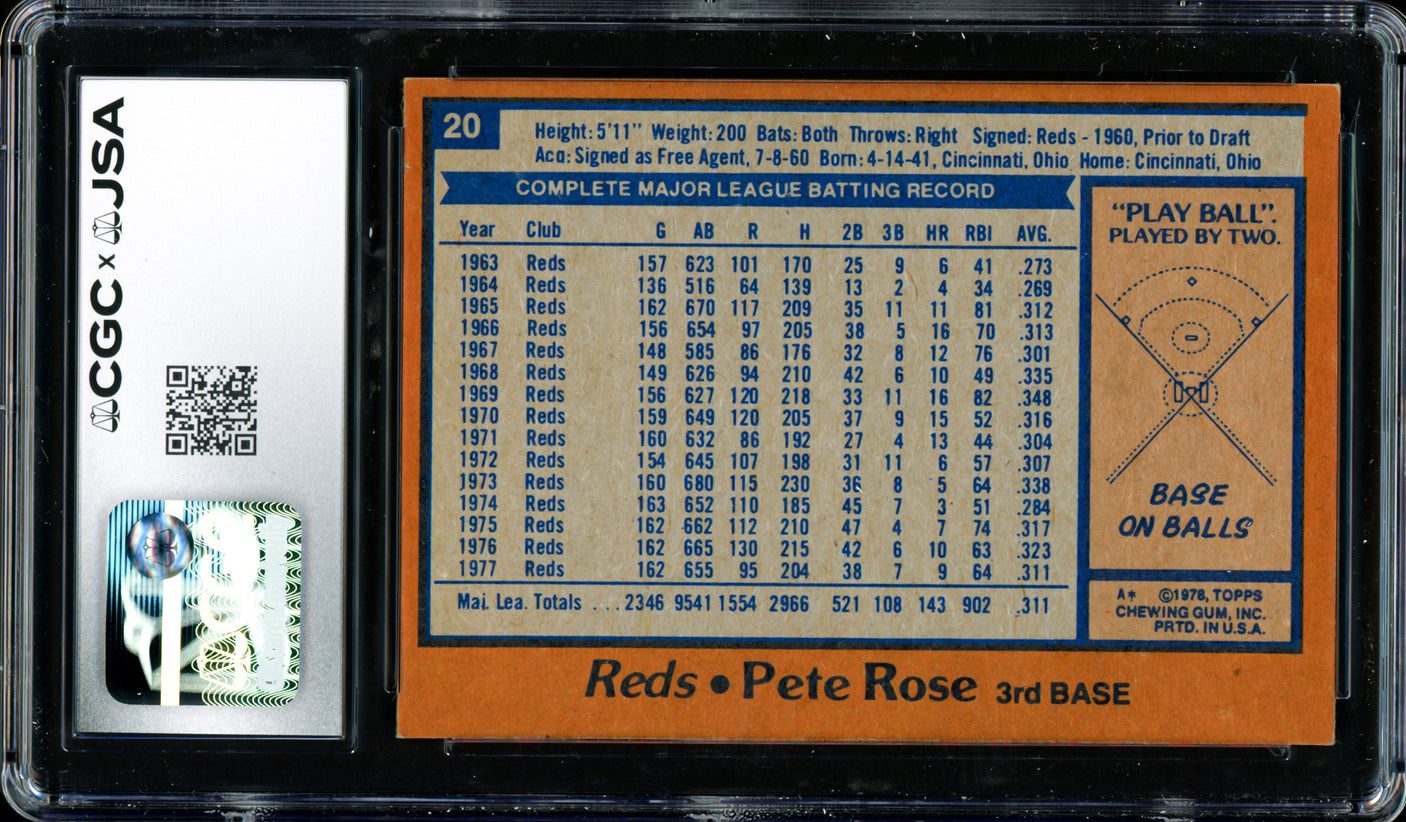 CGC x JSA
20
Height: 5'11" Weight: 200 Bats: Both Throws: Right Signed: Reds - 1960, Prior to Draft
Acq: Signed as Free Agent, 7-8-60 Born: 4-14-41, Cincinnati, Ohio Home: Cincinnati, Ohio
COMPLETE MAJOR LEAGUE BATTING RECORD
Year Club G AB R H 2B 3B HR RBI AVG.
1963 Reds 157 623 101 170 25 9 6 41 .273
1964 Reds 136 516 64 139 13 2 4 34 .269
1965 Reds 162 670 117 209 35 11 11 81 .312
1966 Reds 156 654 97 205 38 5 16 70 .313
1967 Reds 148 585 86 176 32 8 12 76 .301
1968 Reds 149 626 94 210 42 6 10 49 .335
1969 Reds 156 627 120 218 33 11 16 82 .348
1970 Reds 159 649 120 205 37 9 15 52 .316
1971 Reds 160 632 86 192 27 4 13 44 .304
1972 Reds 154 645 107 198 31 11 6 57 .307
1973 Reds 160 680 115 230 36 8 5 64 .338
1974 Reds 163 652 110 185 45 7 3 51 .284
1975 Reds 162 662 112 210 47 4 7 74 .317
1976 Reds 162 665 130 215 42 6 10 63 .323
1977 Reds 162 655 95 204 38 7 9 64 .311
Maj. Lea. Totals ... 2346 9541 1554 2966 521 108 143 902 .311
"PLAY BALL".
PLAYED BY TWO.
BASE
ON BALLS
A* ©1978, TOPPS
CHEWING GUM, INC.
PRTD. IN U.S.A.
Reds • Pete Rose 3rd BASE